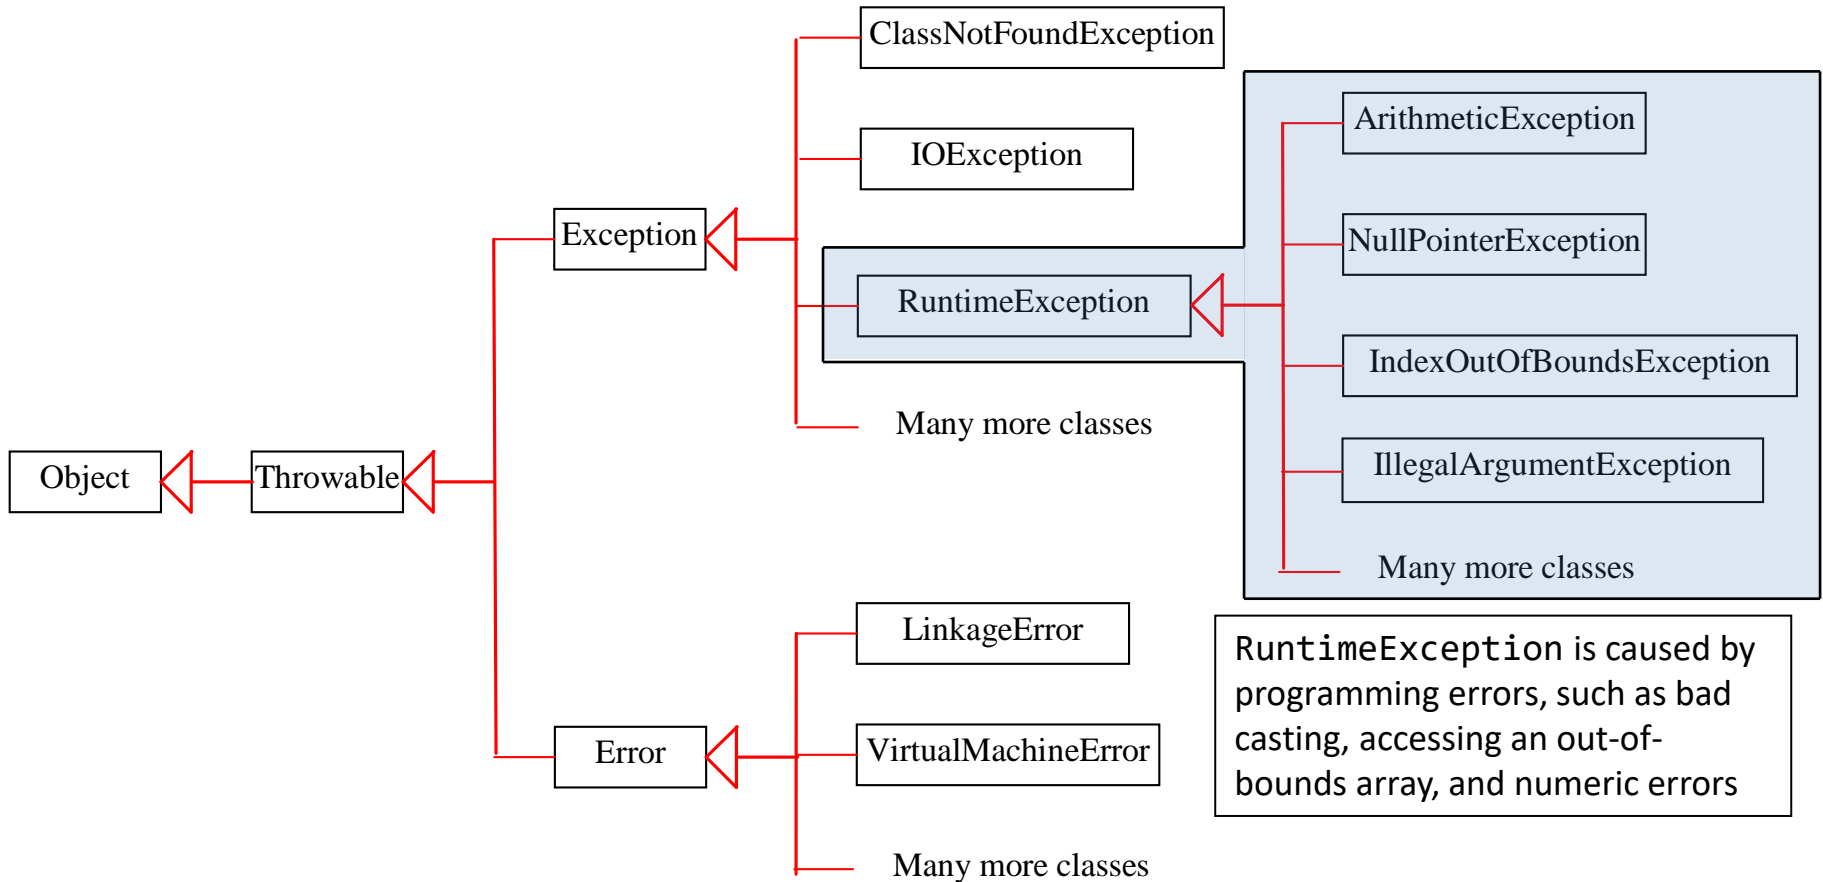 ClassNotFoundException
ArithmeticException
IOException
Exception
NullPointerException
RuntimeException
IndexOutOfBoundsException
Many more classes
Object
Throwable
IllegalArgumentException
Many more classes
LinkageError
RuntimeException is caused by
programming errors, such as bad
casting, accessing an out-of-
bounds array, and numeric errors
Error
VirtualMachineError
Many more classes